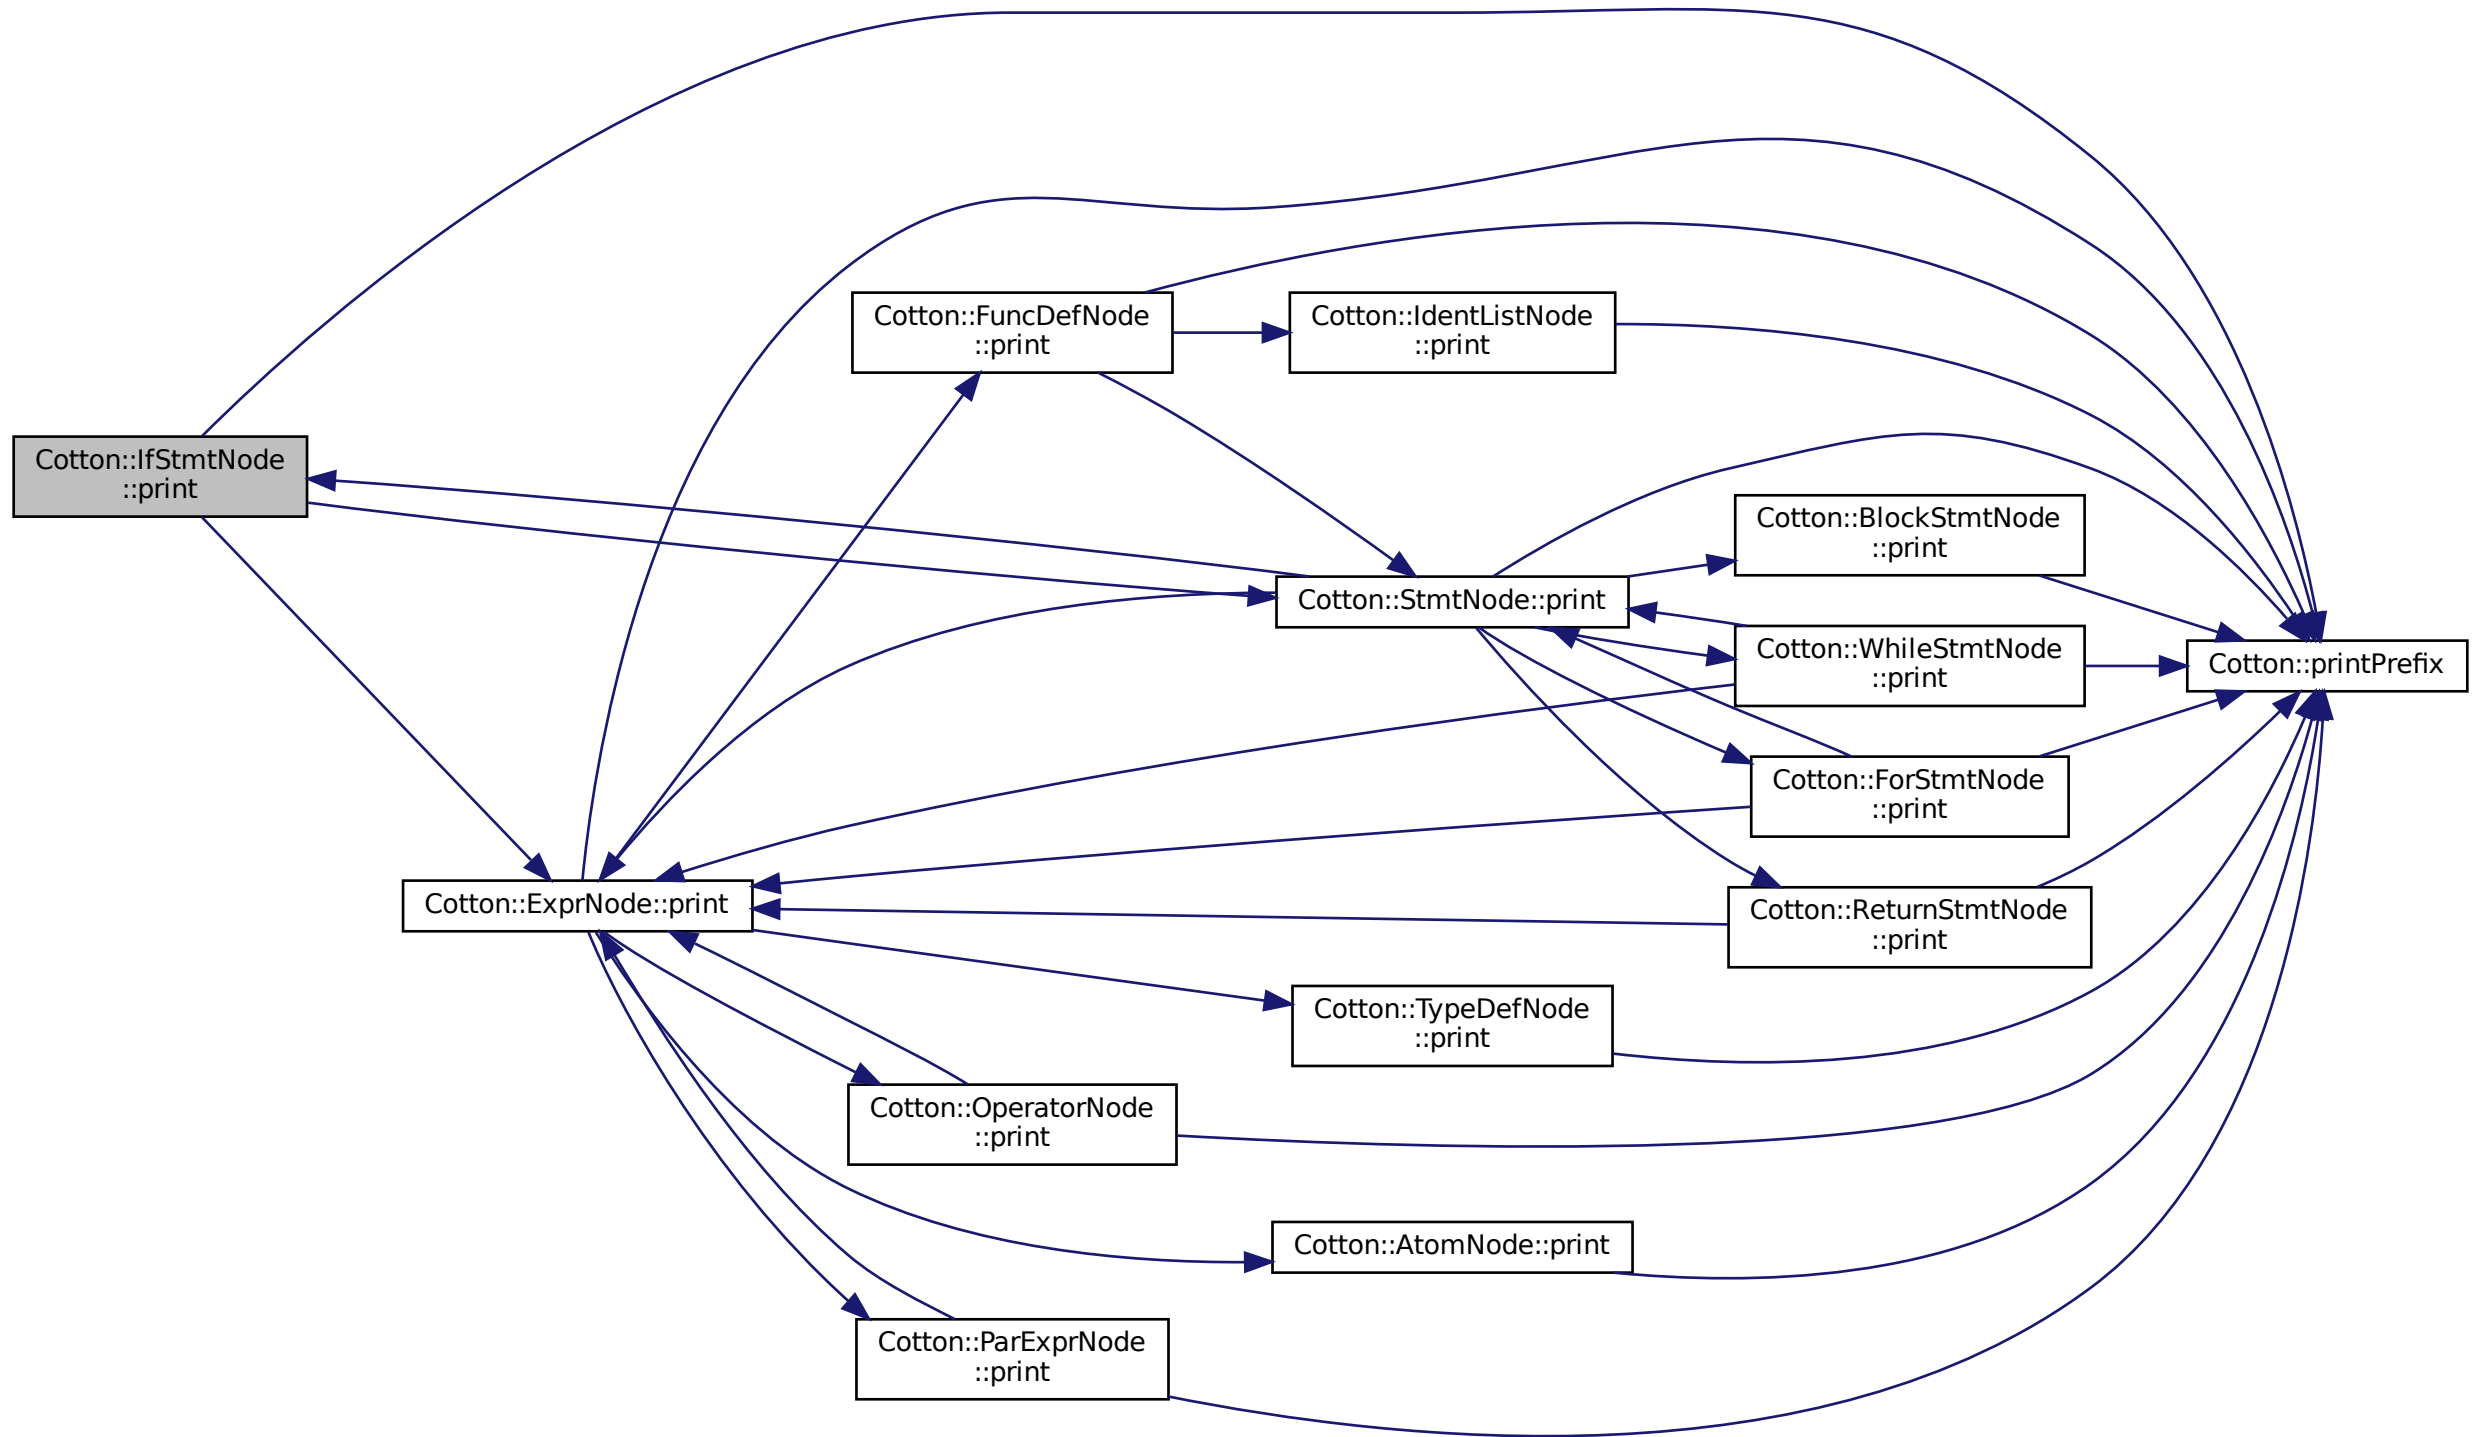 Cotton::IfStmtNode
::print
Cotton::FuncDefNode
::print
Cotton::IdentListNode
::print
Cotton::StmtNode::print
Cotton::BlockStmtNode
::print
Cotton::WhileStmtNode
::print
Cotton::printPrefix
Cotton::ForStmtNode
::print
Cotton::ExprNode::print
Cotton::ReturnStmtNode
::print
Cotton::TypeDefNode
::print
Cotton::OperatorNode
::print
Cotton::AtomNode::print
Cotton::ParExprNode
::print